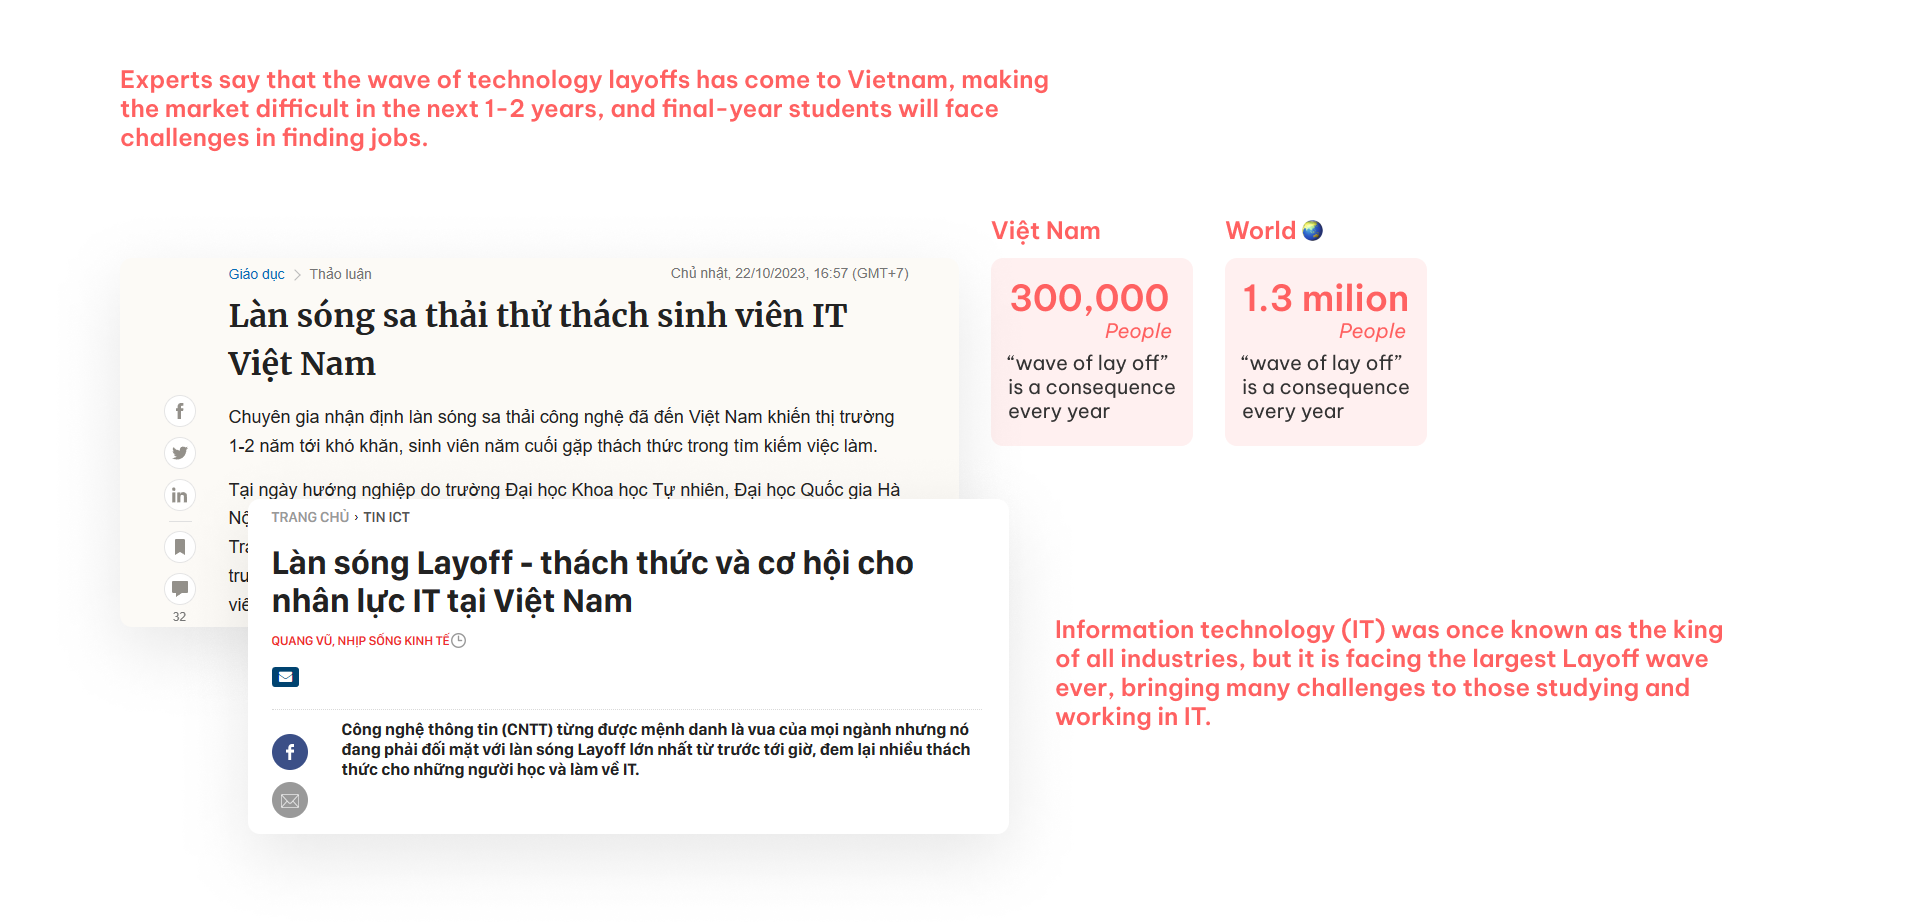 Experts say that the wave of technology layoffs has come to Vietnam, making
the market difficult in the next 1-2 years, and final-year students will face
challenges in finding jobs.
Việt Nam
300,000
People
“wave of lay off”
is a consequence
every year
World
1.3 milion
People
“wave of lay off”
is a consequence
every year
Giáo dục > Thảo luận
Chủ nhật, 22/10/2023, 16:57 (GMT+7)
Làn sóng sa thải thử thách sinh viên IT
Việt Nam
Chuyên gia nhận định làn sóng sa thải công nghệ đã đến Việt Nam khiến thị trường
1-2 năm tới khó khăn, sinh viên năm cuối gặp thách thức trong tìm kiếm việc làm.
Tại ngày hướng nghiệp do trường Đại học Khoa học Tự nhiên, Đại học Quốc gia Hà
32
TRANG CHỦ › TIN ICT
Làn sóng Layoff - thách thức và cơ hội cho
nhân lực IT tại Việt Nam
QUANG VŨ, NHỊP SỐNG KINH TẾ
Công nghệ thông tin (CNTT) từng được mệnh danh là vua của mọi ngành nhưng nó
đang phải đối mặt với làn sóng Layoff lớn nhất từ trước tới giờ, đem lại nhiều thách
thức cho những người học và làm về IT.
Information technology (IT) was once known as the king
of all industries, but it is facing the largest Layoff wave
ever, bringing many challenges to those studying and
working in IT.